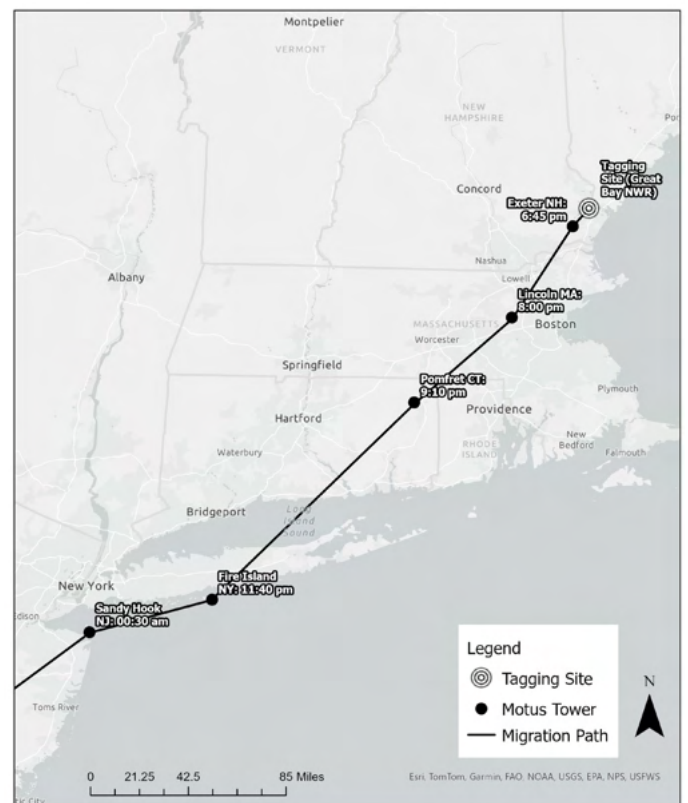 Montpelier
VERMONT
NEW
HAMPSHIRE
Tagging
Site (Great
Bay NWR)
Concord
Exeter NH:
6:45 pm
Nashua
Lowell
Albany
Lincoln MA:
8:00 pm
MASSACHUSETTS
Boston
Worcester
Springfield
Pomfret CT:
9:10 pm
Plymouth
Hartford
Providence
New
Bedford
Falmouth
RHODE
ISLAND
Waterbury
Bridgeport
Long
Island
Sound
Fire Island
NY: 11:40 pm
New York
Sandy Hook
NJ: 00:30 am
Toms River
Legend
Tagging Site
Motus Tower
Migration Path
N
0 21.25 42.5 85 Miles
Esri, TomTom, Garmin, FAO, NOAA, USGS, EPA, NPS, USFWS